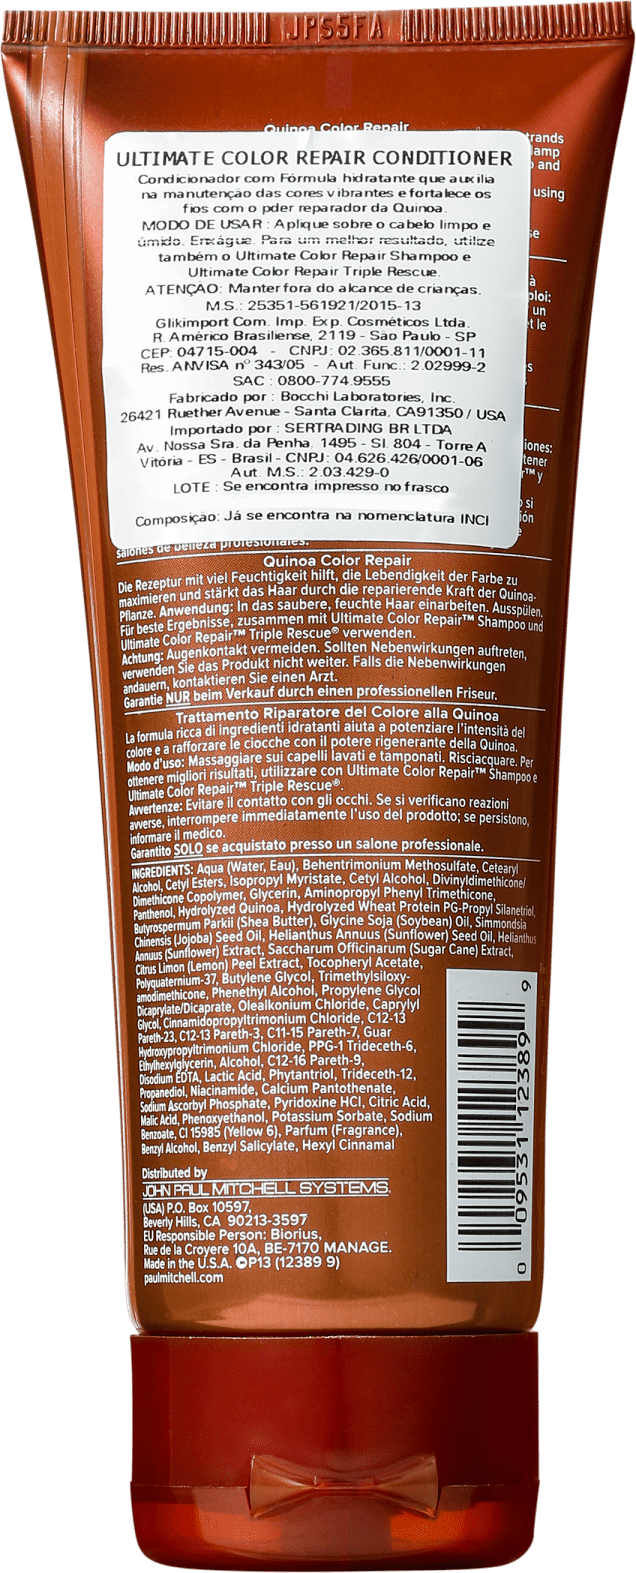 JPS5FA
Quinoa Color Repair
trands
lamp
and
using
ULTIMATE COLOR REPAIR CONDITIONER
Condicionador com Fórmula hidratante que auxilia
na manutenção das cores vibrantes e fortalece os
fios com o pder reparador da Quinoa.
MODO DE USAR : Aplique sobre o cabelo limpo e
úmido. Enxágue. Para um melhor resultado, utilize
também o Ultimate Color Repair Shampoo e
Ultimate Color Repair Triple Rescue.
ATENÇÃO: Manter fora do alcance de crianças.
M.S.: 25351-561921/2015-13
Glikimport Com. Imp. Exp. Cosméticos Ltda.
R. Américo Brasiliense, 2119 - São Paulo - SP
CEP: 04715-004 - CNPJ: 02.365.811/0001-11
Res. ANVISA nº 343/05 - Aut. Func.: 2.02999-2
SAC : 0800-774.9555
Fabricado por : Bocchi Laboratories, Inc.
26421 Ruether Avenue - Santa Clarita, CA91350 / USA
Importado por : SERTRADING BR LTDA
Av. Nossa Sra. da Penha, 1495 - Sl. 804 - Torre A
Vitória - ES - Brasil - CNPJ: 04.626.426/0001-06
Aut. M.S.: 2.03.429-0
LOTE : Se encontra impresso no frasco
Composição: Já se encontra na nomenclatura INCI
se
à
ploi:
un
et le
iones:
tener
r™ y
si
ión
salones de belleza profesionales.
Quinoa Color Repair
Die Rezeptur mit viel Feuchtigkeit hilft, die Lebendigkeit der Farbe zu
maximieren und stärkt das Haar durch die reparierende Kraft der Quinoa-
Pflanze. Anwendung: In das saubere, feuchte Haar einarbeiten. Ausspülen.
Für beste Ergebnisse, zusammen mit Ultimate Color Repair™ Shampoo und
Ultimate Color Repair™ Triple Rescue® verwenden.
Achtung: Augenkontakt vermeiden. Sollten Nebenwirkungen auftreten,
verwenden Sie das Produkt nicht weiter. Falls die Nebenwirkungen
andauern, kontaktieren Sie einen Arzt.
Garantie NUR beim Verkauf durch einen professionellen Friseur.
Trattamento Riparatore del Colore alla Quinoa
La formula ricca di ingredienti idratanti aiuta a potenziare l'intensità del
colore e a rafforzare le ciocche con il potere rigenerante della Quinoa.
Modo d'uso: Massaggiare sui capelli lavati e tamponati. Risciacquare. Per
ottenere migliori risultati, utilizzare con Ultimate Color Repair™ Shampoo e
Ultimate Color Repair™ Triple Rescue®.
Avvertenze: Evitare il contatto con gli occhi. Se si verificano reazioni
avverse, interrompere immediatamente l'uso del prodotto; se persistono,
informare il medico.
Garantito SOLO se acquistato presso un salone professionale.
INGREDIENTS: Aqua (Water, Eau), Behentrimonium Methosulfate, Cetearyl
Alcohol, Cetyl Esters, Isopropyl Myristate, Cetyl Alcohol, Divinyldimethicone/
Dimethicone Copolymer, Glycerin, Aminopropyl Phenyl Trimethicone,
Panthenol, Hydrolyzed Quinoa, Hydrolyzed Wheat Protein PG-Propyl Silanetriol,
Butyrospermum Parkii (Shea Butter), Glycine Soja (Soybean) Oil, Simmondsia
Chinensis (Jojoba) Seed Oil, Helianthus Annuus (Sunflower) Seed Oil, Helianthus
Annuus (Sunflower) Extract, Saccharum Officinarum (Sugar Cane) Extract,
Citrus Limon (Lemon) Peel Extract, Tocopheryl Acetate,
Polyquaternium-37, Butylene Glycol, Trimethylsiloxy-
amodimethicone, Phenethyl Alcohol, Propylene Glycol
Dicaprylate/Dicaprate, Olealkonium Chloride, Caprylyl
Glycol, Cinnamidopropyltrimonium Chloride, C12-13
Pareth-23, C12-13 Pareth-3, C11-15 Pareth-7, Guar
Hydroxypropyltrimonium Chloride, PPG-1 Trideceth-6,
Ethylhexylglycerin, Alcohol, C12-16 Pareth-9,
Disodium EDTA, Lactic Acid, Phytantriol, Trideceth-12,
Propanediol, Niacinamide, Calcium Pantothenate,
Sodium Ascorbyl Phosphate, Pyridoxine HCl, Citric Acid,
Malic Acid, Phenoxyethanol, Potassium Sorbate, Sodium
Benzoate, CI 15985 (Yellow 6), Parfum (Fragrance),
Benzyl Alcohol, Benzyl Salicylate, Hexyl Cinnamal
0 09531 12389 9
Distributed by
JOHN PAUL MITCHELL SYSTEMS.
(USA) P.O. Box 10597,
Beverly Hills, CA 90213-3597
EU Responsible Person: Biorius,
Rue de la Croyere 10A, BE-7170 MANAGE.
Made in the U.S.A. ©P13 (12389 9)
paulmitchell.com